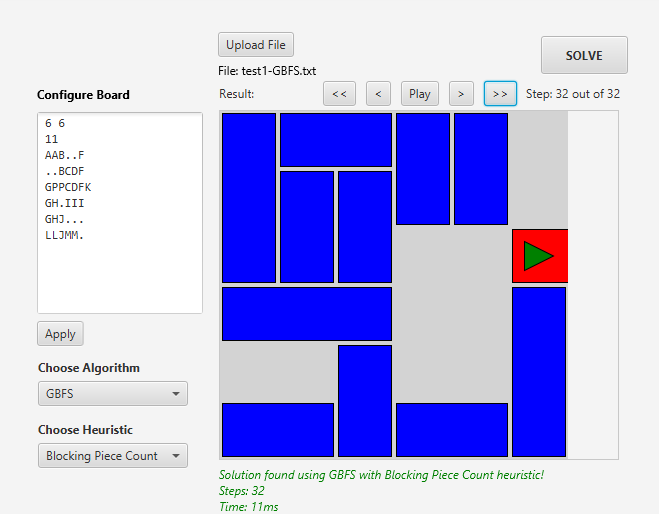 Upload File
SOLVE
File: test1-GBFS.txt
Configure Board
Result:
<<
<
Play
>
>>
Step: 32 out of 32
6 6
11
AAB..F
..BCDF
GPPCDFK
GH.III
GHJ...
LLJMM.
Apply
Choose Algorithm
GBFS
Choose Heuristic
Blocking Piece Count
Solution found using GBFS with Blocking Piece Count heuristic!
Steps: 32
Time: 11ms